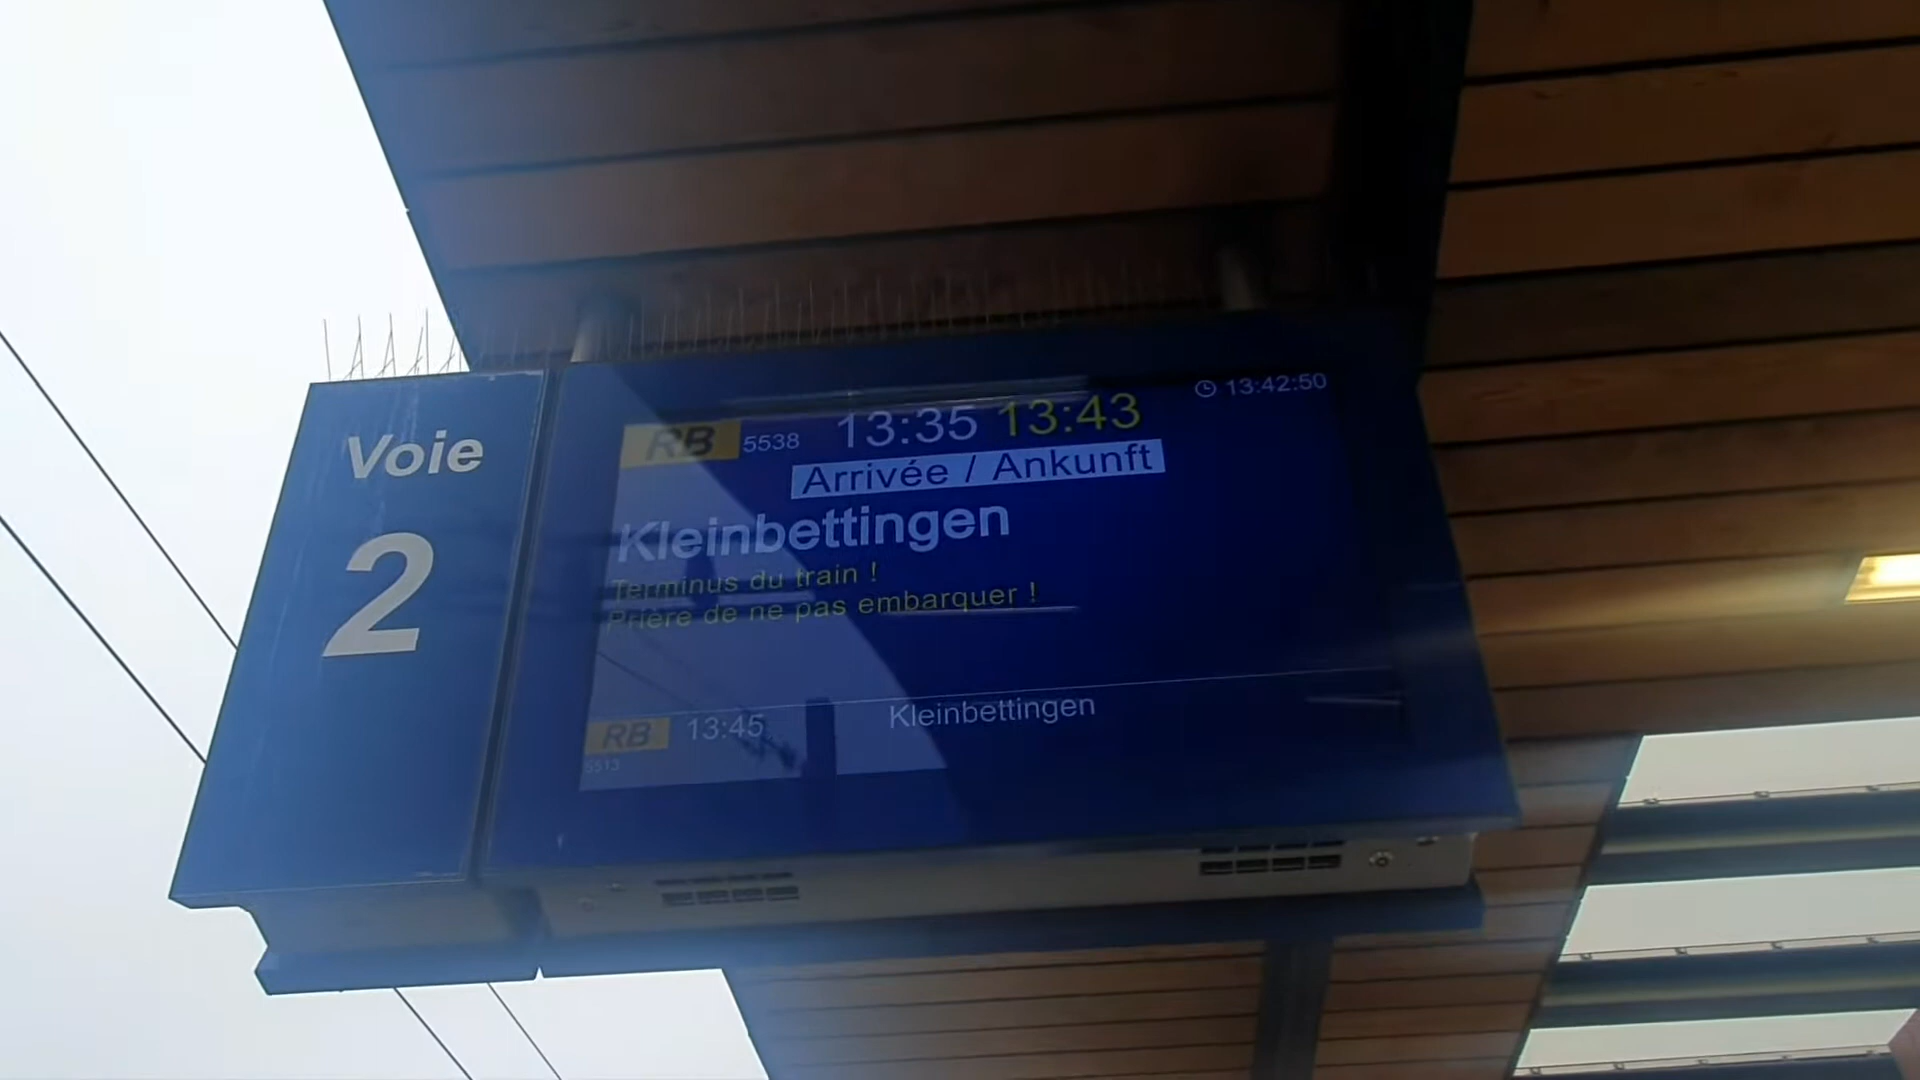 Voie
2
13:42:50
RB 5538 13:35 13:43
Arrivée / Ankunft
Kleinbettingen
Terminus du train !
Prière de ne pas embarquer !
RB 13:45 Kleinbettingen
5513